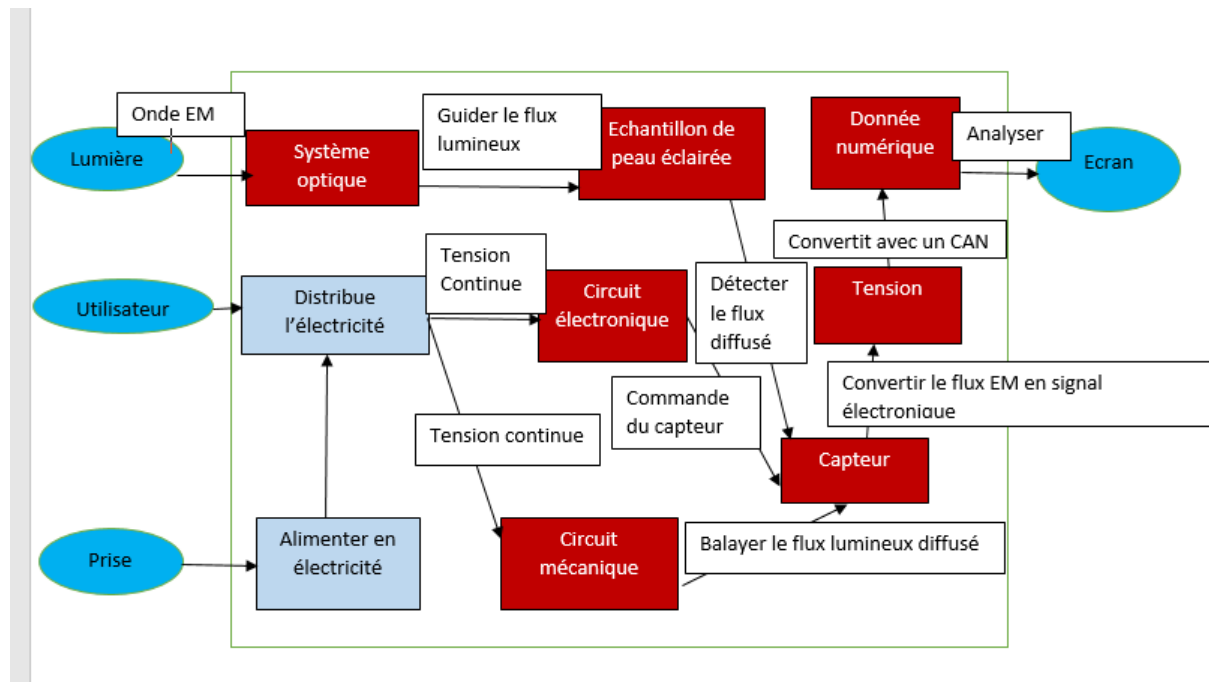 Onde EM
Lumière
Système
optique
Guider le flux
lumineux
Echantillon de
peau éclairée
Donnée
numérique
Analyser
Ecran
Utilisateur
Distribue
l’électricité
Tension
Continue
Circuit
électronique
Détecter
le flux
diffusé
Convertit avec un CAN
Tension
Convertir le flux EM en signal
électronique
Commande
du capteur
Tension continue
Capteur
Prise
Alimenter en
électricité
Circuit
mécanique
Balayer le flux lumineux diffusé